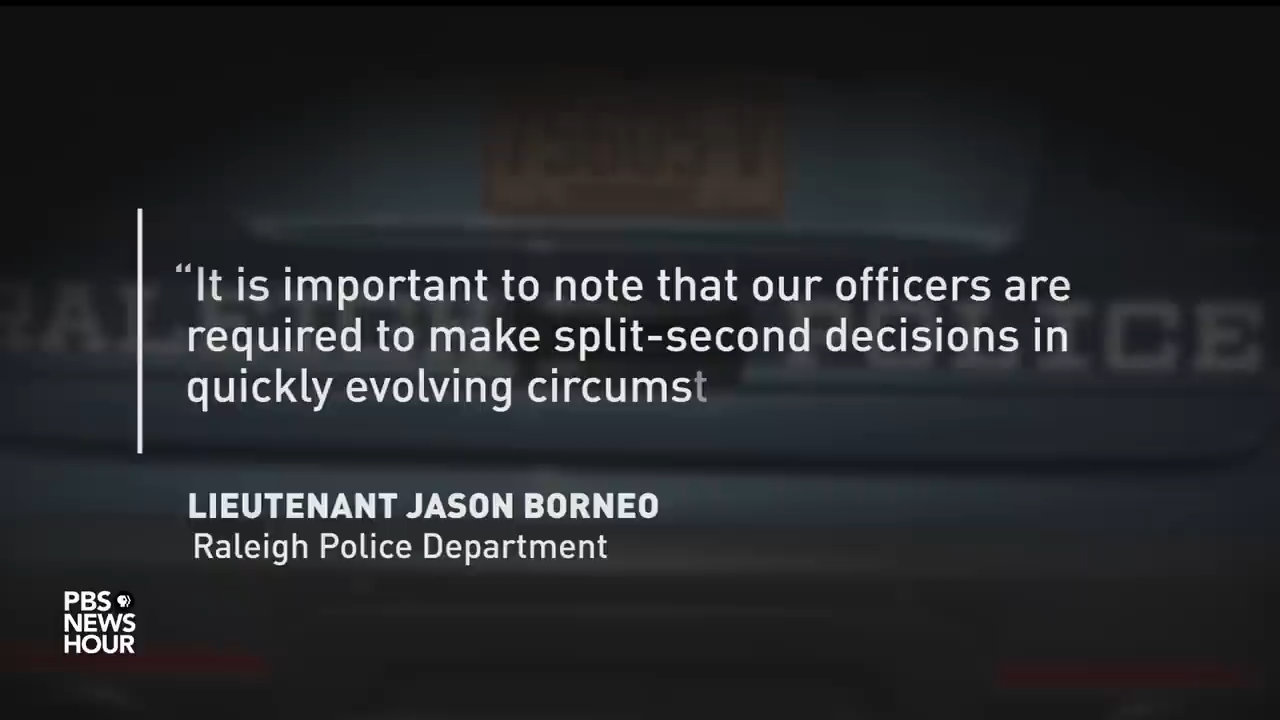 “It is important to note that our officers are
required to make split-second decisions in
quickly evolving circumst
LIEUTENANT JASON BORNEO
Raleigh Police Department
PBS
NEWS
HOUR
POLICE